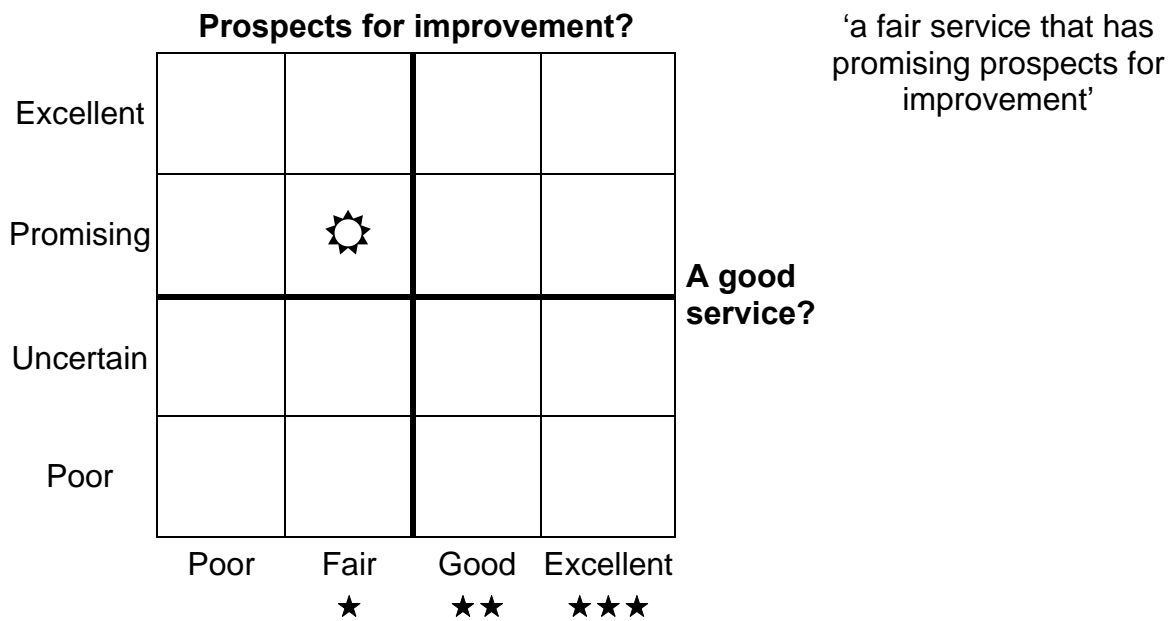 Prospects for improvement?
‘a fair service that has
promising prospects for
improvement’
Excellent
Promising
A good
service?
Uncertain
Poor
Poor Fair Good Excellent
★ ★★ ★★★